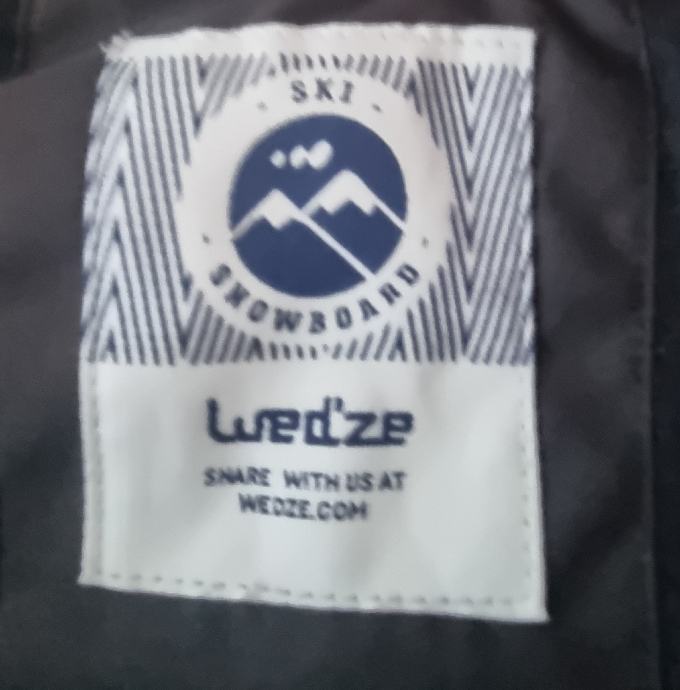 SKI
SNOWBOARD
wed'ze
SHARE WITH US AT
WEDZE.COM